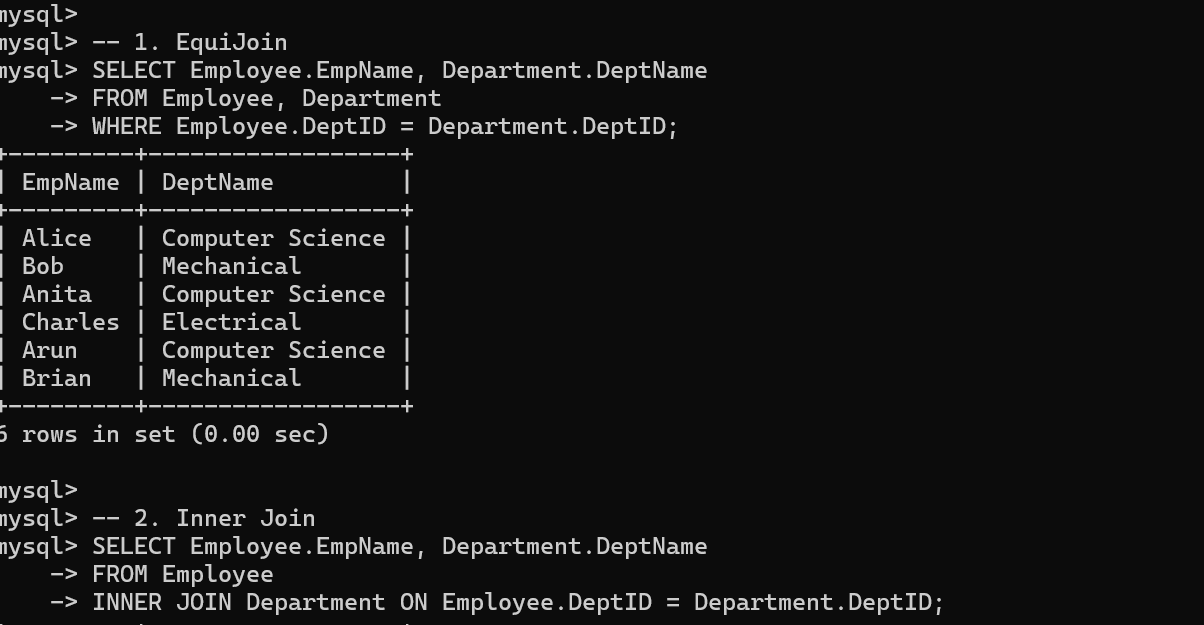 mysql>
mysql> -- 1. EquiJoin
mysql> SELECT Employee.EmpName, Department.DeptName
    -> FROM Employee, Department
    -> WHERE Employee.DeptID = Department.DeptID;
+---------+------------------+
| EmpName | DeptName         |
+---------+------------------+
| Alice   | Computer Science |
| Bob     | Mechanical       |
| Anita   | Computer Science |
| Charles | Electrical       |
| Arun    | Computer Science |
| Brian   | Mechanical       |
+---------+------------------+
6 rows in set (0.00 sec)

mysql>
mysql> -- 2. Inner Join
mysql> SELECT Employee.EmpName, Department.DeptName
    -> FROM Employee
    -> INNER JOIN Department ON Employee.DeptID = Department.DeptID;